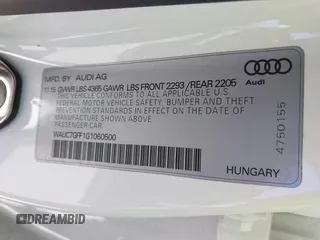 MFD. BY AUDI AG
11.15 GVWR LBS 4365 GAWR LBS FRONT 2293 / REAR 2205
THIS VEHICLE CONFORMS TO ALL APPLICABLE
FEDERAL MOTOR VEHICLE SAFETY, BUMPER AND THEFT
PREVENTION STANDARDS IN EFFECT ON THE DATE OF
MANUFACTURE SHOWN ABOVE.
PASSENGER CAR
Audi
4750155
HUNGARY
DREAMBID